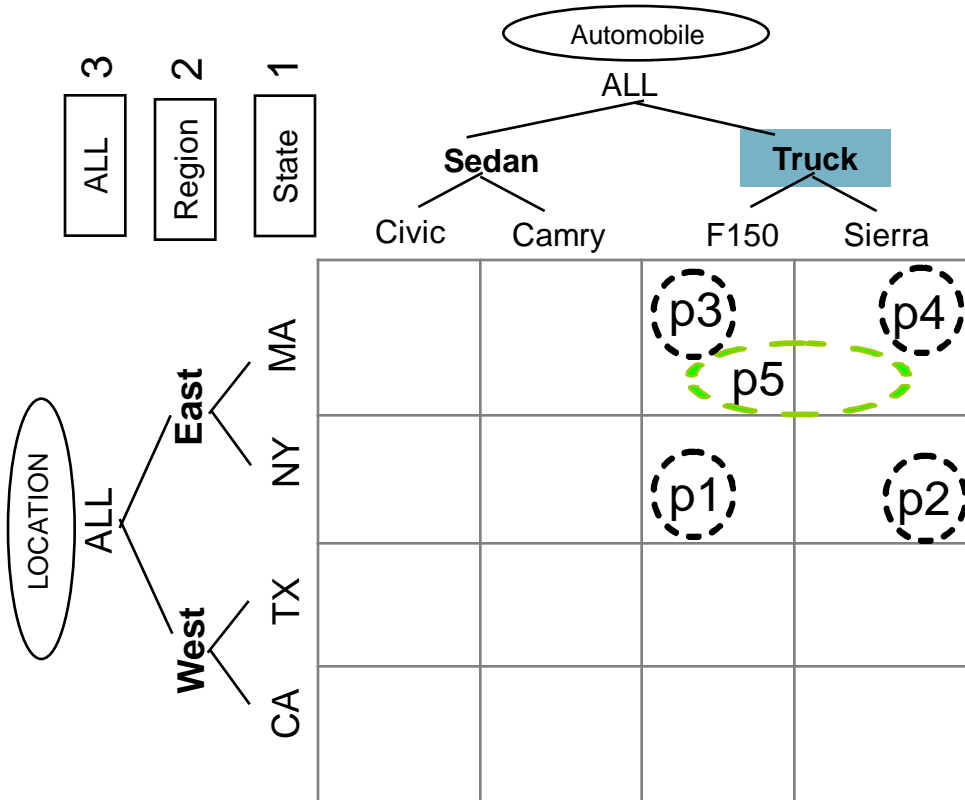 Automobile
ALL
3
2
1
ALL
Region
State
Sedan
Truck
Civic
Camry
F150
Sierra
LOCATION
ALL
East
West
MA
NY
TX
CA
p3
p4
p5
p1
p2